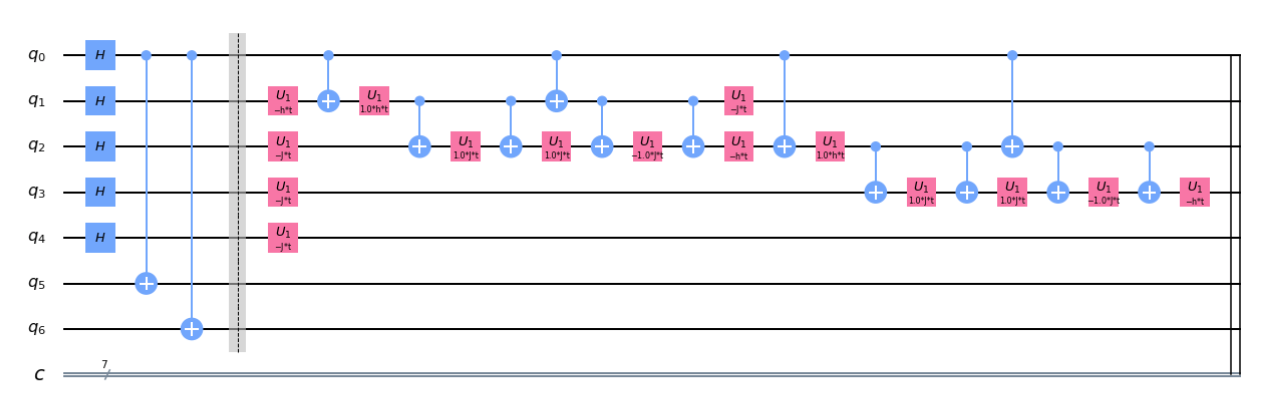 q₀ H
q₁ H U₁ U₁ U₁
−h*t 1.0*h*t −J*t
q₂ H U₁ U₁ U₁ U₁ U₁ U₁
−J*t 1.0*J*t 1.0*J*t −1.0*J*t −h*t 1.0*h*t
q₃ H U₁ U₁ U₁ U₁ U₁
−J*t 1.0*J*t 1.0*J*t −1.0*J*t −h*t
q₄ H U₁
−J*t
q₅
q₆
7
c